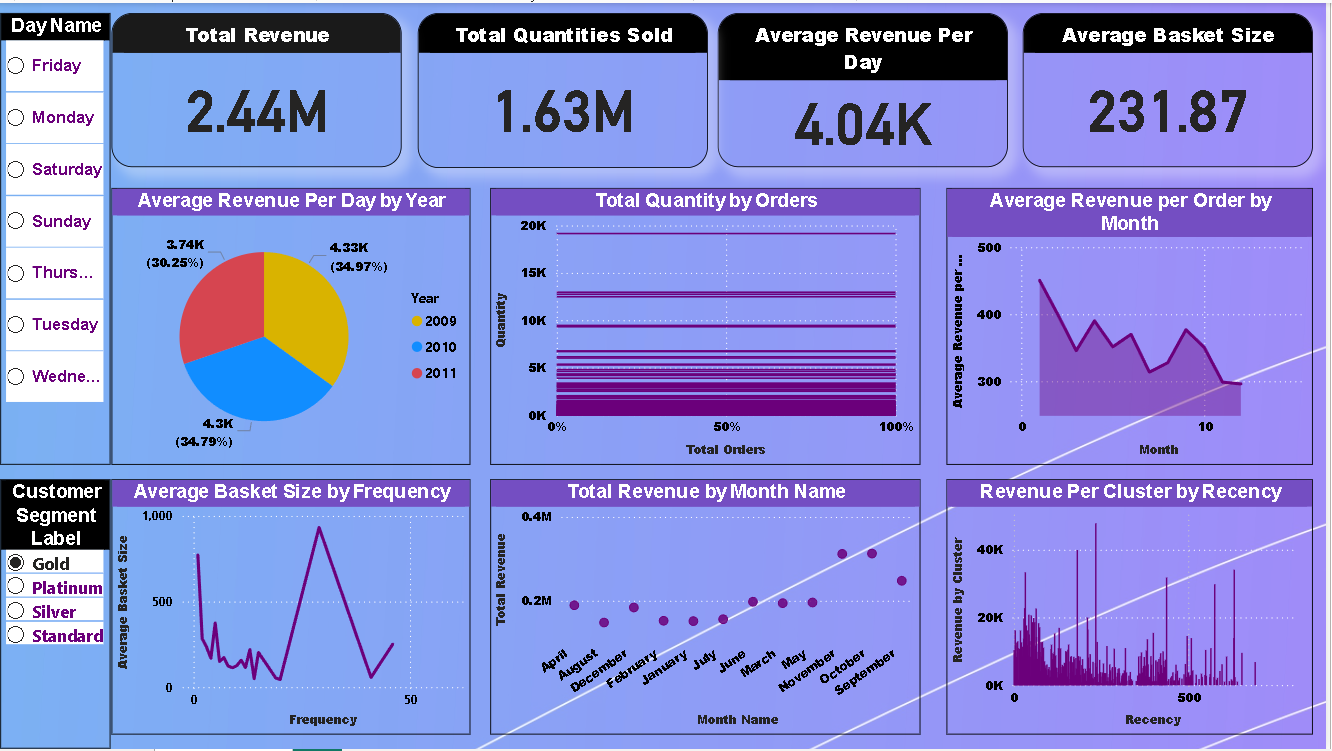 Day Name
Friday
Monday
Saturday
Sunday
Thurs...
Tuesday
Wedne...
Total Revenue
2.44M
Total Quantities Sold
1.63M
Average Revenue Per
Day
4.04K
Average Basket Size
231.87
Average Revenue Per Day by Year
3.74K
(30.25%)
4.33K
(34.97%)
4.3K
(34.79%)
Year
2009
2010
2011
Total Quantity by Orders
Quantity
20K
15K
10K
5K
0K
0%
50%
100%
Total Orders
Average Revenue per Order by
Month
Average Revenue per ...
500
400
300
0
10
Month
Customer
Segment
Label
Gold
Platinum
Silver
Standard
Average Basket Size by Frequency
Average Basket Size
1,000
500
0
0
50
Frequency
Total Revenue by Month Name
Total Revenue
0.4M
0.2M
April
August
December
February
January
July
June
March
May
November
October
September
Month Name
Revenue Per Cluster by Recency
Revenue by Cluster
40K
20K
0K
0
500
Recency